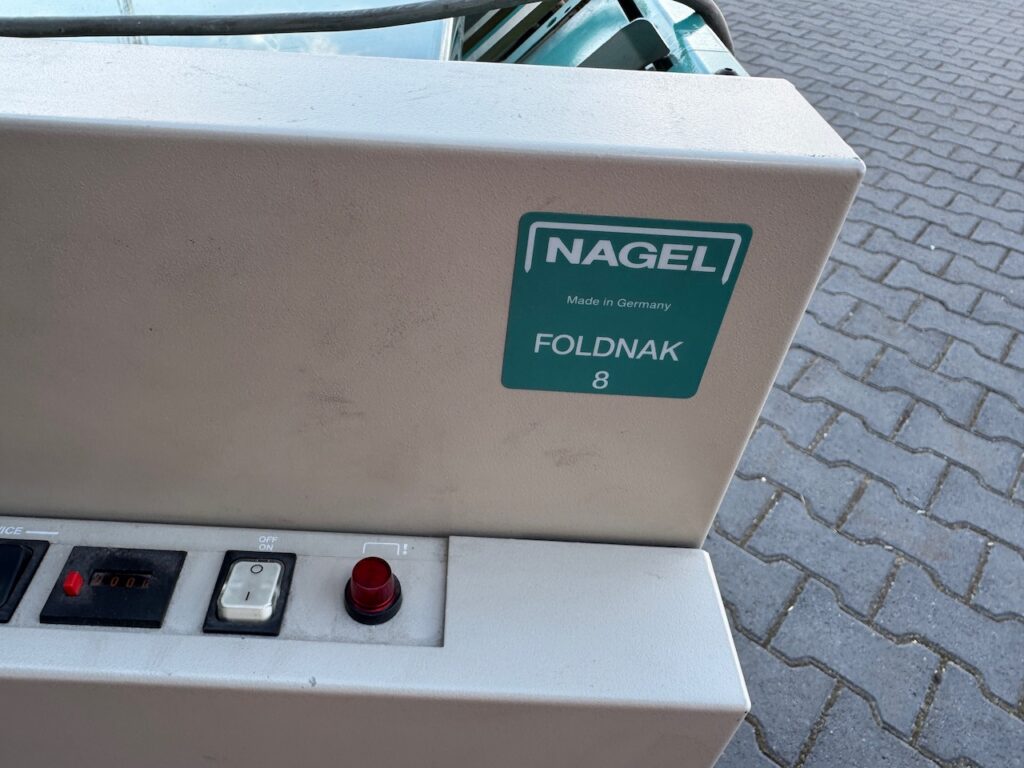 NAGEL
Made in Germany
FOLDNAK
8
OFF
ON